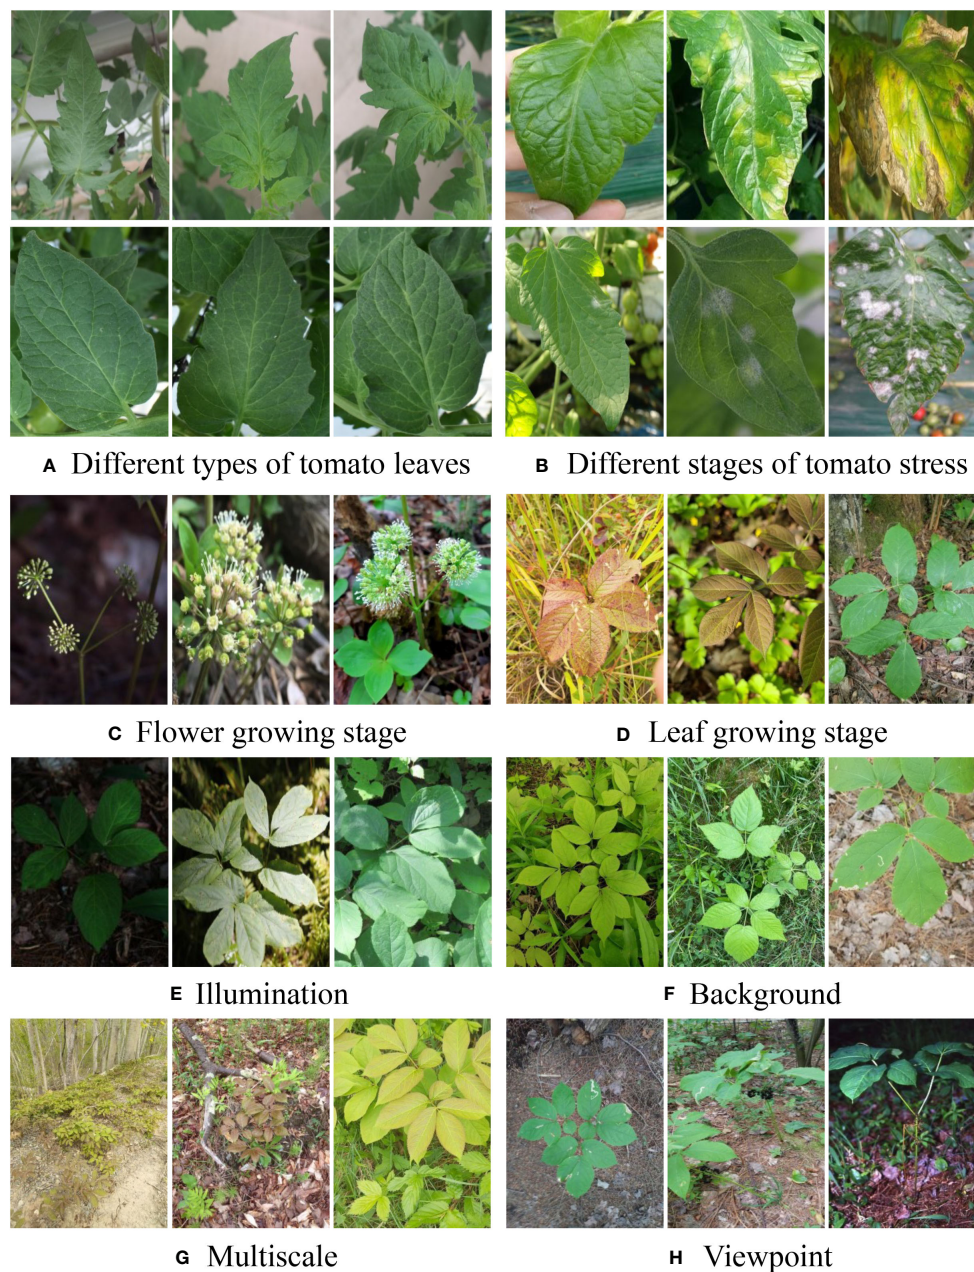 A Different types of tomato leaves
B Different stages of tomato stress
C Flower growing stage
D Leaf growing stage
E Illumination
F Background
G Multiscale
H Viewpoint